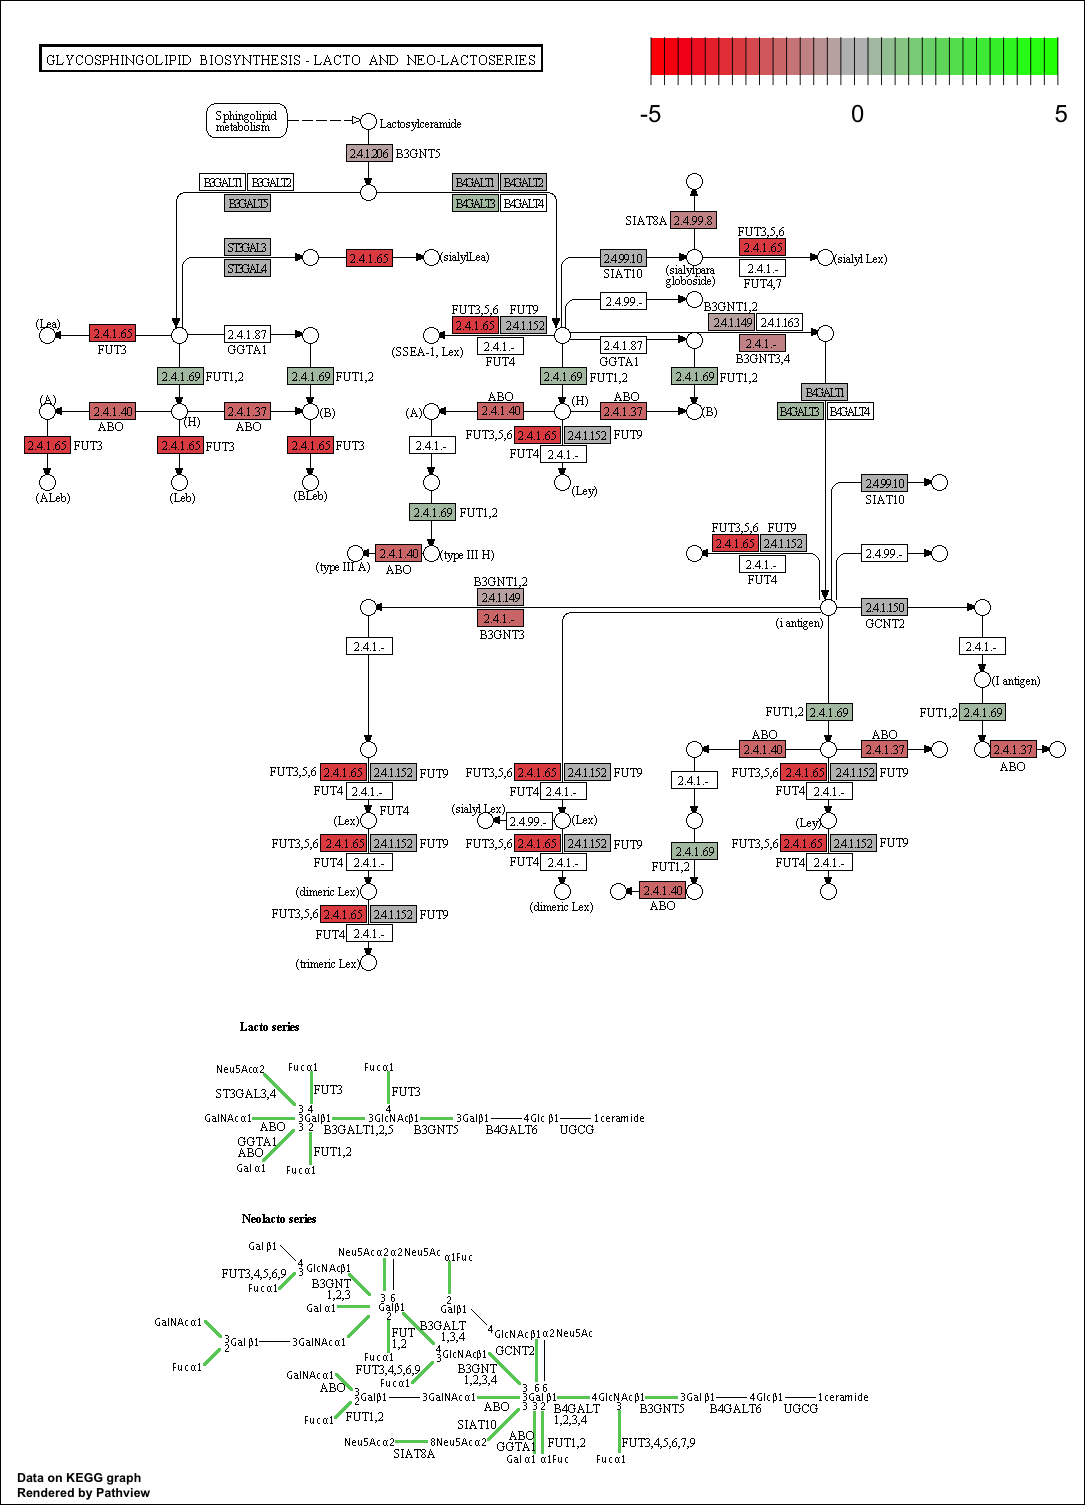 GLYCOSPHINGOLIPID BIOSYNTHESIS - LACTO AND NEO-LACTOSERIES
-5 0 5
Sphingolipid
metabolism
Lactosylceramide
2.4.1.206 B3GNT5
B3GALT1 B3GALT2
B3GALT5
B4GALT1 B4GALT2
B4GALT3 B4GALT4
SIAT8A 2.4.99.8
FUT3,5,6
2.4.1.65
2.4.1.-
FUT4,7
(sialyl Lex)
ST3GAL3
ST3GAL4
2.4.1.65
(sialylLea)
2.4.99.10
SIAT10
(sialylpara
globoside)
2.4.99.-
B3GNT1,2
2.4.1.149 2.4.1.163
2.4.1.-
B3GNT3,4
(Lea)
2.4.1.65
FUT3
2.4.1.87
GGTA1
FUT3,5,6 FUT9
2.4.1.65 2.4.1.152
2.4.1.-
FUT4
(SSEA-1, Lex)
2.4.1.87
GGTA1
2.4.1.69 FUT1,2
2.4.1.69 FUT1,2
2.4.1.69 FUT1,2
2.4.1.69 FUT1,2
B4GALT1
B4GALT3 B4GALT4
(A)
2.4.1.40
ABO
(H)
2.4.1.37
ABO
(B)
(A)
ABO
2.4.1.40
(H)
ABO
2.4.1.37
(B)
2.4.1.65 FUT3
2.4.1.65 FUT3
2.4.1.65 FUT3
2.4.1.-
FUT3,5,6 2.4.1.65 2.4.1.152 FUT9
FUT4 2.4.1.-
(ALeb)
(Leb)
(BLeb)
(Ley)
2.4.99.10
SIAT10
2.4.1.69 FUT1,2
FUT3,5,6 FUT9
2.4.1.65 2.4.1.152
2.4.1.-
FUT4
2.4.99.-
(type III A)
2.4.1.40
ABO
(type III H)
B3GNT1,2
2.4.1.149
2.4.1.-
B3GNT3
(i antigen)
2.4.1.150
GCNT2
2.4.1.-
2.4.1.-
(I antigen)
FUT1,2 2.4.1.69
FUT1,2 2.4.1.69
ABO
2.4.1.40
ABO
2.4.1.37
2.4.1.37
ABO
FUT3,5,6 2.4.1.65 2.4.1.152 FUT9
FUT4 2.4.1.-
FUT4
FUT3,5,6 2.4.1.65 2.4.1.152 FUT9
FUT4 2.4.1.-
2.4.1.-
FUT3,5,6 2.4.1.65 2.4.1.152 FUT9
FUT4 2.4.1.-
(Lex)
(sialyl Lex)
2.4.99.-
(Lex)
(Ley)
FUT3,5,6 2.4.1.65 2.4.1.152 FUT9
FUT4 2.4.1.-
FUT3,5,6 2.4.1.65 2.4.1.152 FUT9
FUT4 2.4.1.-
2.4.1.69
FUT1,2
FUT3,5,6 2.4.1.65 2.4.1.152 FUT9
FUT4 2.4.1.-
(dimeric Lex)
(dimeric Lex)
2.4.1.40
ABO
FUT3,5,6 2.4.1.65 2.4.1.152 FUT9
FUT4 2.4.1.-
(trimeric Lex)
Lacto series
Neu5Acα2 Fucα1 Fucα1
ST3GAL3,4 FUT3 FUT3
3 4 4
GalNAcα1 3Galβ1 3GlcNAcβ1 3Galβ1 4Glc β1 1ceramide
ABO 3 2 B3GALT1,2,5 B3GNT5 B4GALT6 UGCG
GGTA1
ABO FUT1,2
Gal α1 Fucα1
Neolacto series
Gal β1 Neu5Acα2 α2Neu5Ac α1Fuc
4
3 GlcNAcβ1
FUT3,4,5,6,9
Fucα1
B3GNT
1,2,3
3 6
Gal α1 Galβ1
2
2
Galβ1
GalNAcα1
3
2 Galβ1 3GalNAcα1
Fucα1
FUT
1,2
Fucα1
B3GALT
1,3,4
4 GlcNAcβ1 α2Neu5Ac
GCNT2
4
3 GlcNAcβ1
FUT3,4,5,6,9
Fucα1
B3GNT
1,2,3,4
GalNAcα1
ABO
3
2 Galβ1 3GalNAcα1
3 6 6
3Galβ1 4GlcNAcβ1 3Galβ1 4Glcβ1 1ceramide
3 3 2 3
Fucα1 FUT1,2
ABO B4GALT
1,2,3,4
B3GNT5 B4GALT6 UGCG
SIAT10
Neu5Acα2 8Neu5Acα2
SIAT8A
ABO
GGTA1
FUT1,2
Gal α1 α1Fuc
FUT3,4,5,6,7,9
Fucα1
Data on KEGG graph
Rendered by Pathview